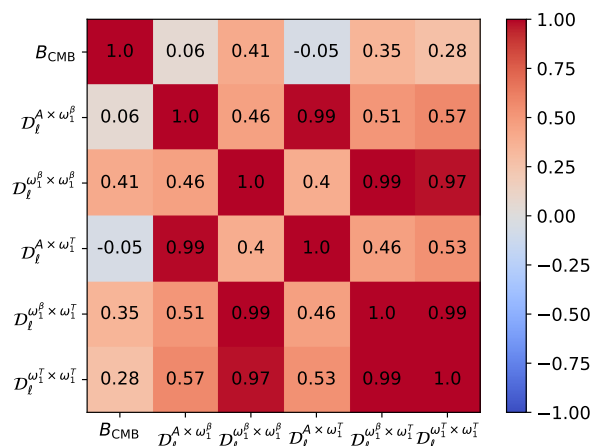 B_CMB 1.0 0.06 0.41 -0.05 0.35 0.28
𝒟_ℓ^{A × ω_1^β} 0.06 1.0 0.46 0.99 0.51 0.57
𝒟_ℓ^{ω_1^β × ω_1^β} 0.41 0.46 1.0 0.4 0.99 0.97
𝒟_ℓ^{A × ω_1^T} -0.05 0.99 0.4 1.0 0.46 0.53
𝒟_ℓ^{ω_1^β × ω_1^T} 0.35 0.51 0.99 0.46 1.0 0.99
𝒟_ℓ^{ω_1^T × ω_1^T} 0.28 0.57 0.97 0.53 0.99 1.0
B_CMB 𝒟_ℓ^{A × ω_1^β} 𝒟_ℓ^{ω_1^β × ω_1^β} 𝒟_ℓ^{A × ω_1^T} 𝒟_ℓ^{ω_1^β × ω_1^T} 𝒟_ℓ^{ω_1^T × ω_1^T}
1.00
0.75
0.50
0.25
0.00
−0.25
−0.50
−0.75
−1.00